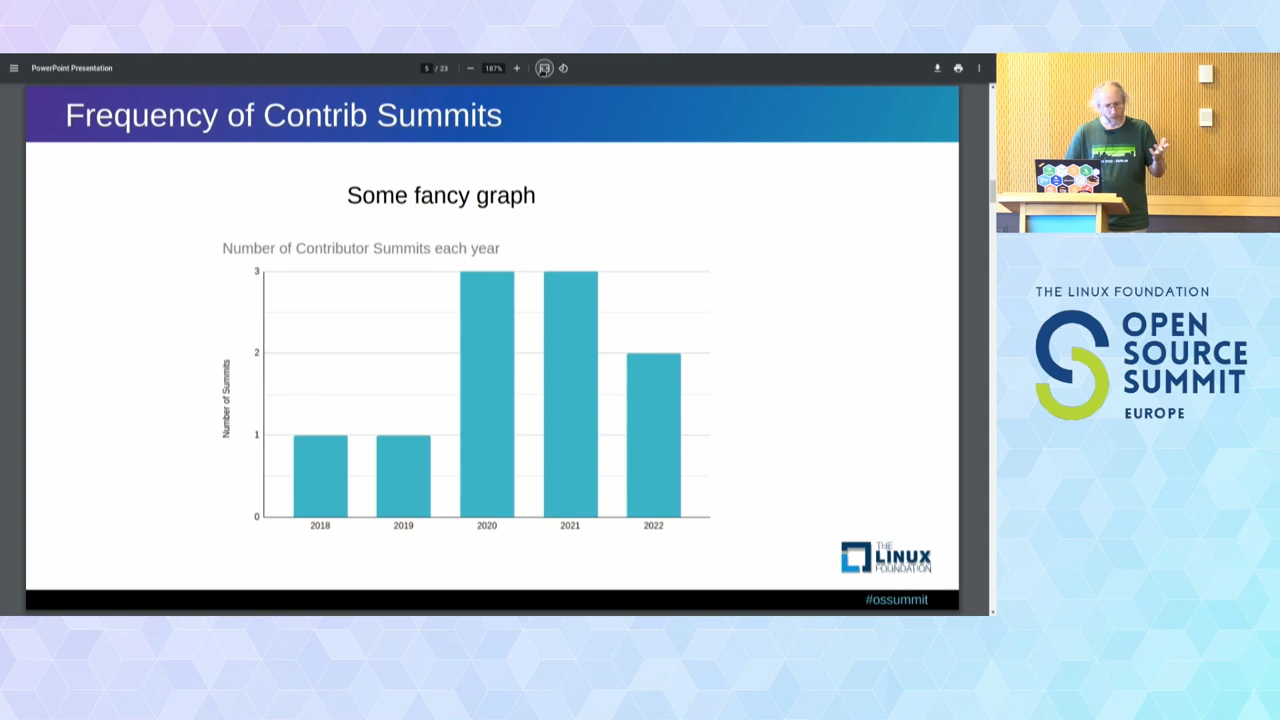 PowerPoint Presentation
5 / 23
187%
Frequency of Contrib Summits
Some fancy graph
Number of Contributor Summits each year
Number of Summits
3
2
1
0
2018
2019
2020
2021
2022
THE
LINUX
FOUNDATION
#ossummit
THE LINUX FOUNDATION
OPEN
SOURCE
SUMMIT
EUROPE